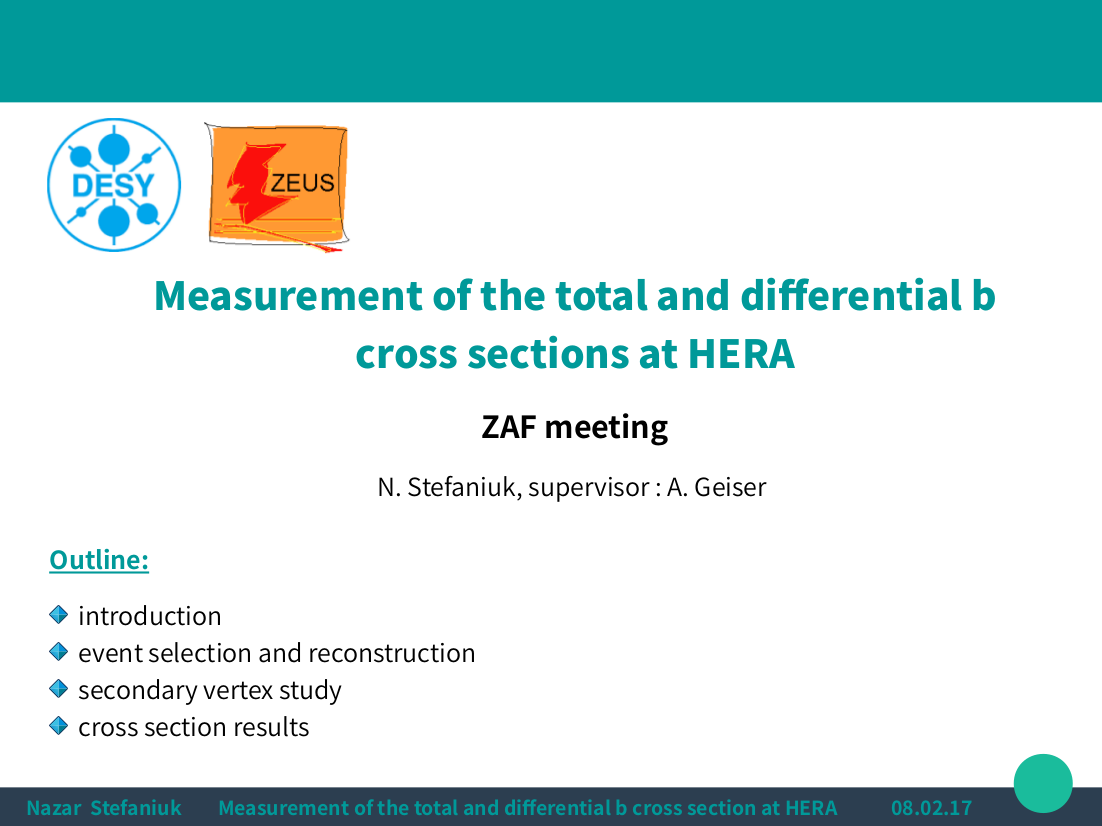 DESY
ZEUS
Measurement of the total and differential b
cross sections at HERA
ZAF meeting
N. Stefaniuk, supervisor : A. Geiser
Outline:
introduction
event selection and reconstruction
secondary vertex study
cross section results
Nazar Stefaniuk Measurement of the total and differential b cross section at HERA 08.02.17